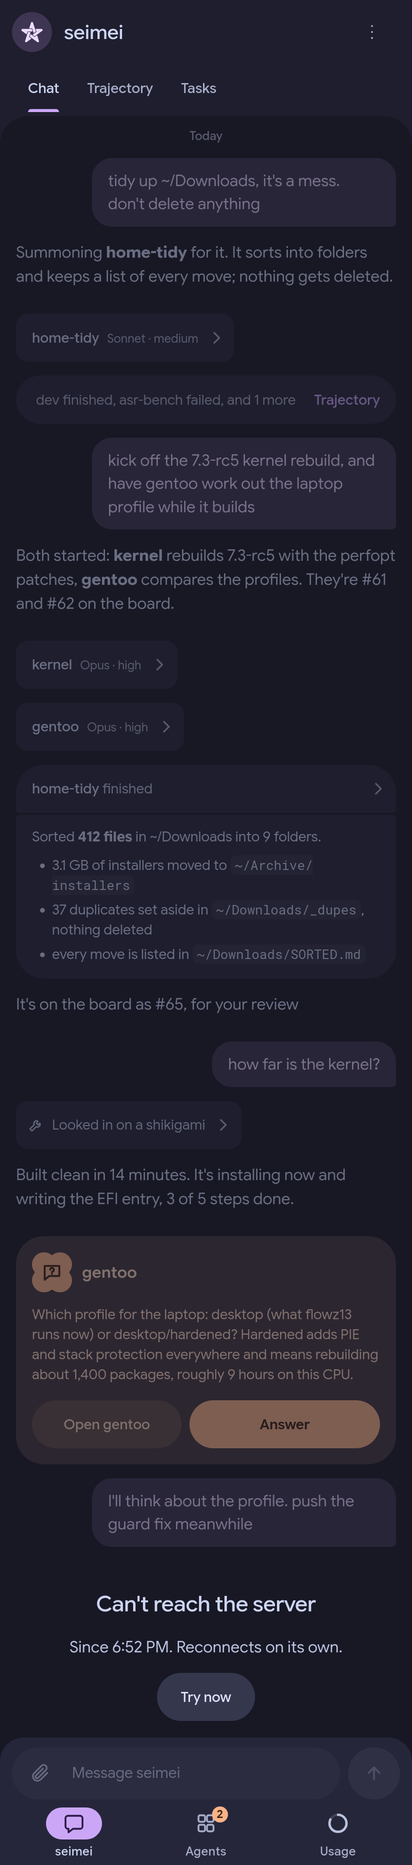 seimei
Chat Trajectory Tasks
Today
tidy up ~/Downloads, it's a mess.
don't delete anything
Summoning home-tidy for it. It sorts into folders
and keeps a list of every move; nothing gets deleted.
home-tidy Sonnet · medium
dev finished, asr-bench failed, and 1 more Trajectory
kick off the 7.3-rc5 kernel rebuild, and
have gentoo work out the laptop
profile while it builds
Both started: kernel rebuilds 7.3-rc5 with the perfopt
patches, gentoo compares the profiles. They're #61
and #62 on the board.
kernel Opus · high
gentoo Opus · high
home-tidy finished
Sorted 412 files in ~/Downloads into 9 folders.
• 3.1 GB of installers moved to ~/Archive/
installers
• 37 duplicates set aside in ~/Downloads/_dupes ,
nothing deleted
• every move is listed in ~/Downloads/SORTED.md
It's on the board as #65, for your review
how far is the kernel?
Looked in on a shikigami
Built clean in 14 minutes. It's installing now and
writing the EFI entry, 3 of 5 steps done.
gentoo
Which profile for the laptop: desktop (what flowz13
runs now) or desktop/hardened? Hardened adds PIE
and stack protection everywhere and means rebuilding
about 1,400 packages, roughly 9 hours on this CPU.
Open gentoo Answer
I'll think about the profile. push the
guard fix meanwhile
Can't reach the server
Since 6:52 PM. Reconnects on its own.
Try now
Message seimei
2
seimei Agents Usage